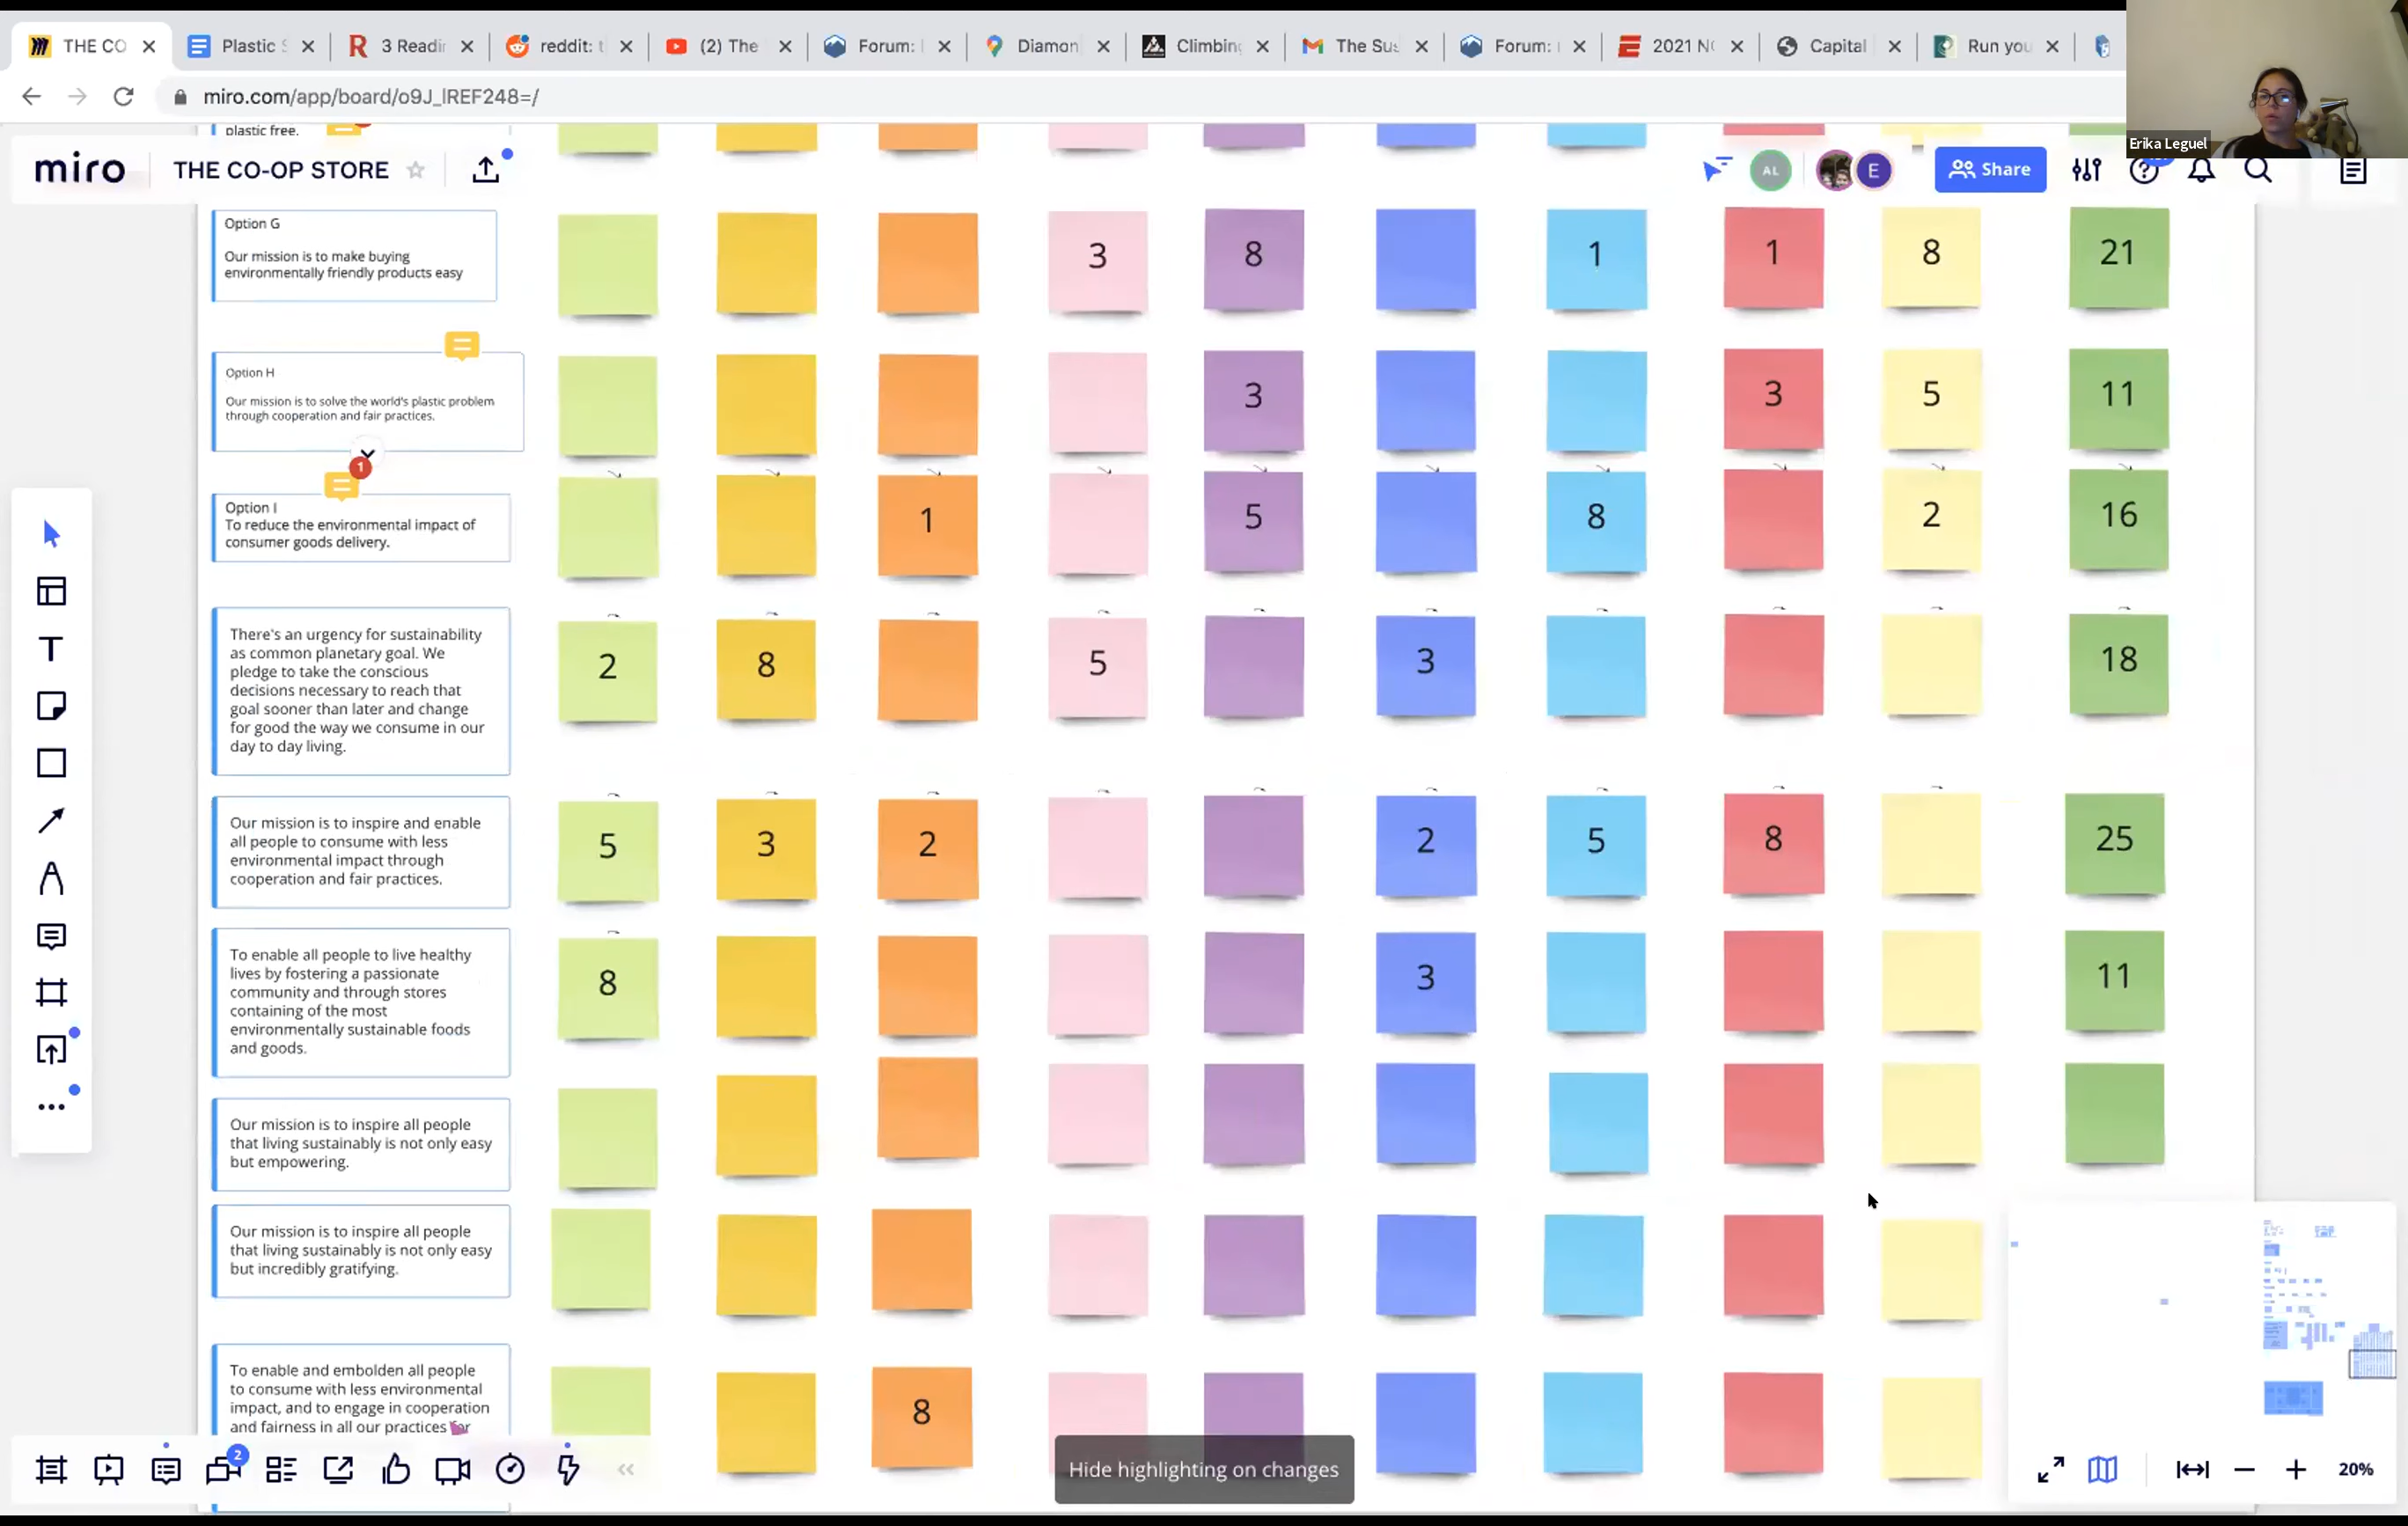 THE CO
Plastic S
3 Readin
reddit: t
(2) The
Forum:
Diamon
Climbing
The Sus
Forum:
2021 NC
Capital
Run you
miro.com/app/board/o9J_lREF248=/
Erika Leguel
plastic free.
miro
THE CO-OP STORE
AL
E
Share
Option G
Our mission is to make buying
environmentally friendly products easy
3 8 1 1 8 21
Option H
Our mission is to solve the world's plastic problem
through cooperation and fair practices.
3 3 5 11
1
Option I
To reduce the environmental impact of
consumer goods delivery.
1 5 8 2 16
There's an urgency for sustainability
as common planetary goal. We
pledge to take the conscious
decisions necessary to reach that
goal sooner than later and change
for good the way we consume in our
day to day living.
2 8 5 3 18
Our mission is to inspire and enable
all people to consume with less
environmental impact through
cooperation and fair practices.
5 3 2 2 5 8 25
To enable all people to live healthy
lives by fostering a passionate
community and through stores
containing of the most
environmentally sustainable foods
and goods.
8 3 11
Our mission is to inspire all people
that living sustainably is not only easy
but empowering.
Our mission is to inspire all people
that living sustainably is not only easy
but incredibly gratifying.
To enable and embolden all people
to consume with less environmental
impact, and to engage in cooperation
and fairness in all our practices for
8
2
Hide highlighting on changes
20%